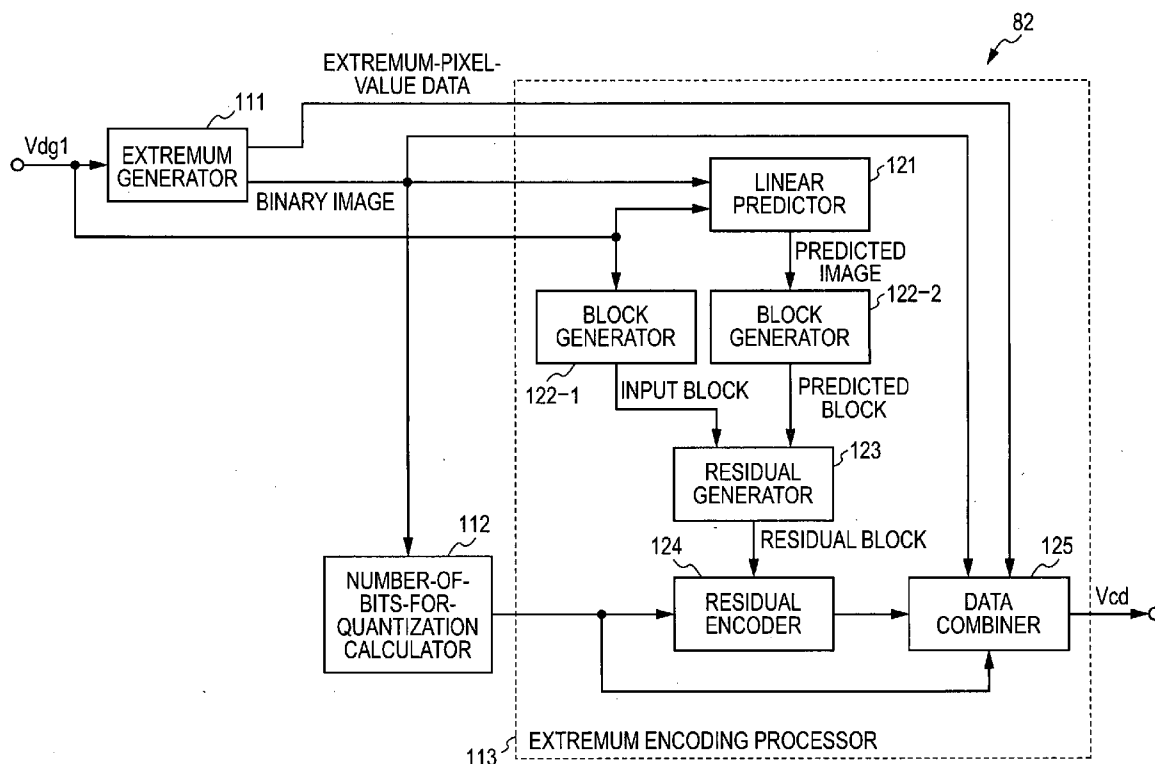 82
EXTREMUM-PIXEL-
VALUE DATA
111
Vdg1
EXTREMUM
GENERATOR
BINARY IMAGE
121
LINEAR
PREDICTOR
PREDICTED
IMAGE
122-2
BLOCK
GENERATOR
BLOCK
GENERATOR
122-1
INPUT BLOCK
PREDICTED
BLOCK
123
RESIDUAL
GENERATOR
112
RESIDUAL BLOCK
124
125
NUMBER-OF-
BITS-FOR-
QUANTIZATION
CALCULATOR
RESIDUAL
ENCODER
DATA
COMBINER
Vcd
113
EXTREMUM ENCODING PROCESSOR